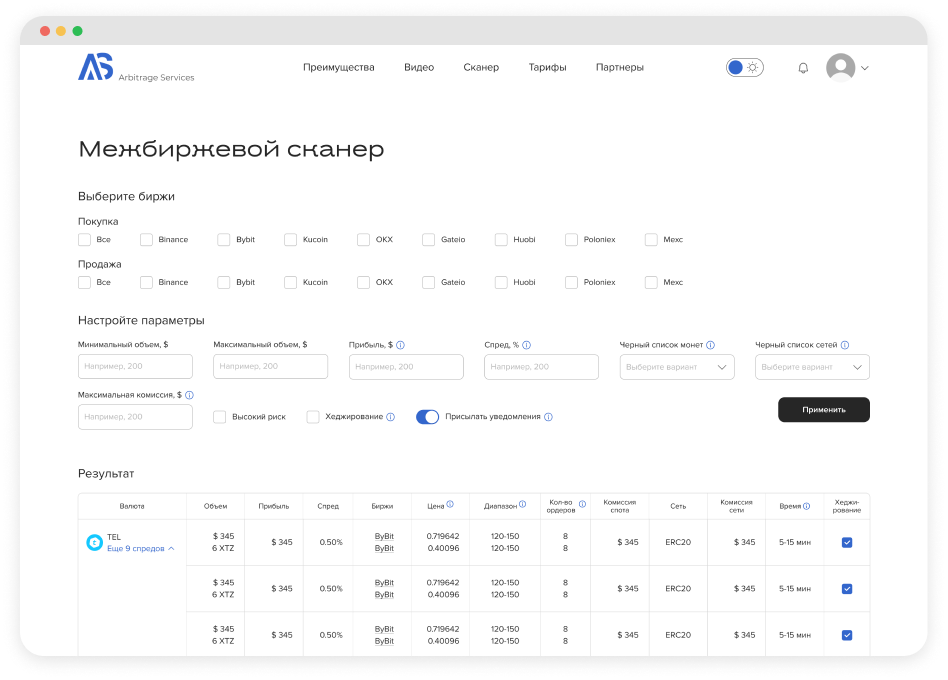 AS
Arbitrage Services
Преимущества Видео Сканер Тарифы Партнеры
Межбиржевой сканер
Выберите биржи
Покупка
Все Binance Bybit Kucoin OKX Gateio Huobi Poloniex Mexc
Продажа
Все Binance Bybit Kucoin OKX Gateio Huobi Poloniex Mexc
Настройте параметры
Минимальный объем, $ Максимальный объем, $ Прибыль, $ Спред, % Черный список монет Черный список сетей
Например, 200 Например, 200 Например, 200 Например, 200 Выберите вариант Выберите вариант
Максимальная комиссия, $
Например, 200 Высокий риск Хеджирование Присылать уведомления Применить
Результат
Валюта Объем Прибыль Спред Биржи Цена Диапазон Кол-во ордеров Комиссия спота Сеть Комиссия сети Время Хеджи-рование
TEL $ 345 $ 345 0.50% ByBit 0.719642 120-150 8 $ 345 ERC20 $ 345 5-15 мин
Еще 9 спредов 6 XTZ ByBit 0.40096 120-150 8
$ 345 $ 345 0.50% ByBit 0.719642 120-150 8 $ 345 ERC20 $ 345 5-15 мин
6 XTZ ByBit 0.40096 120-150 8
$ 345 $ 345 0.50% ByBit 0.719642 120-150 8 $ 345 ERC20 $ 345 5-15 мин
6 XTZ ByBit 0.40096 120-150 8